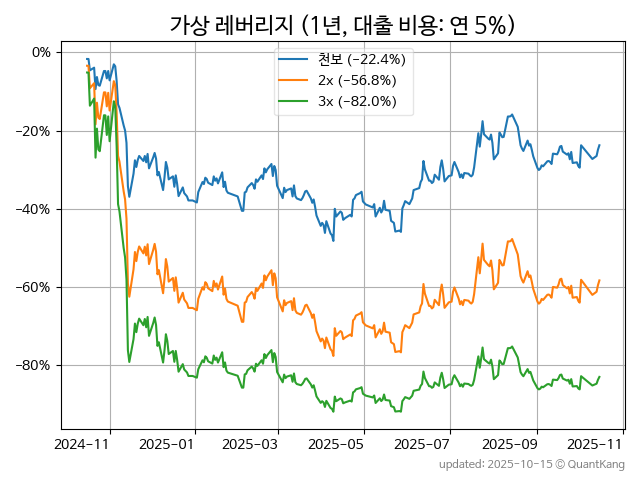 가상 레버리지 (1년, 대출 비용: 연 5%)
천보 (−22.4%)
2x (−56.8%)
3x (−82.0%)
0%
−20%
−40%
−60%
−80%
2024-11 2025-01 2025-03 2025-05 2025-07 2025-09 2025-11
updated: 2025-10-15 © QuantKang